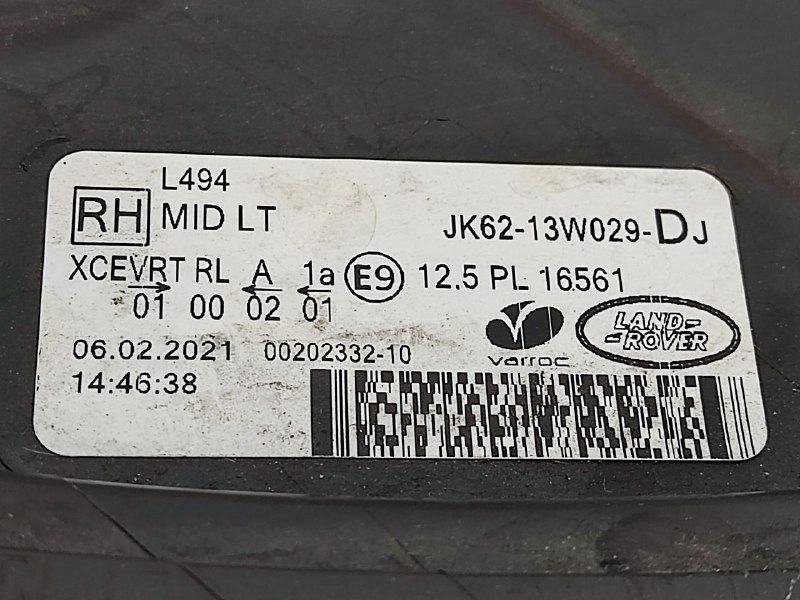 L494
RH MID LT
JK62-13W029-DJ
XCEVRT RL A 1a E9 12.5 PL 16561
→ ← ←
01 00 02 01
varroc
LAND-
-ROVER
06.02.2021 00202332-10
14:46:38